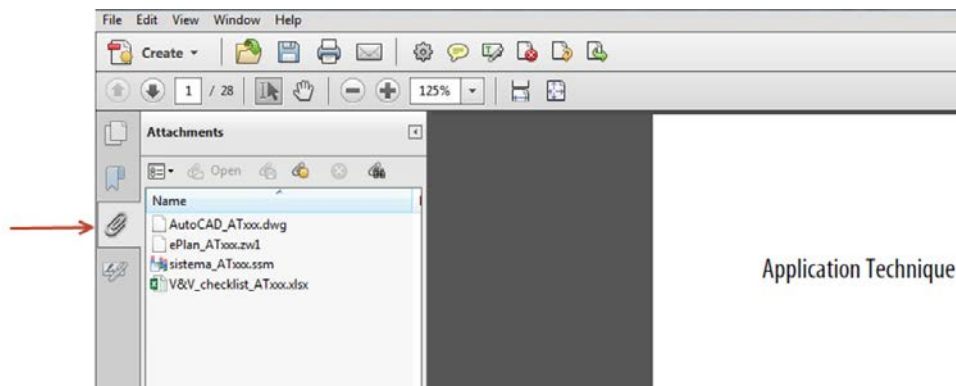 File Edit View Window Help
Create
1 / 28 125%
Attachments
Open
Name
AutoCAD_ATxxx.dwg
ePlan_ATxxx.zw1
sistema_ATxxx.ssm
V&V_checklist_ATxxx.xlsx
Application Technique